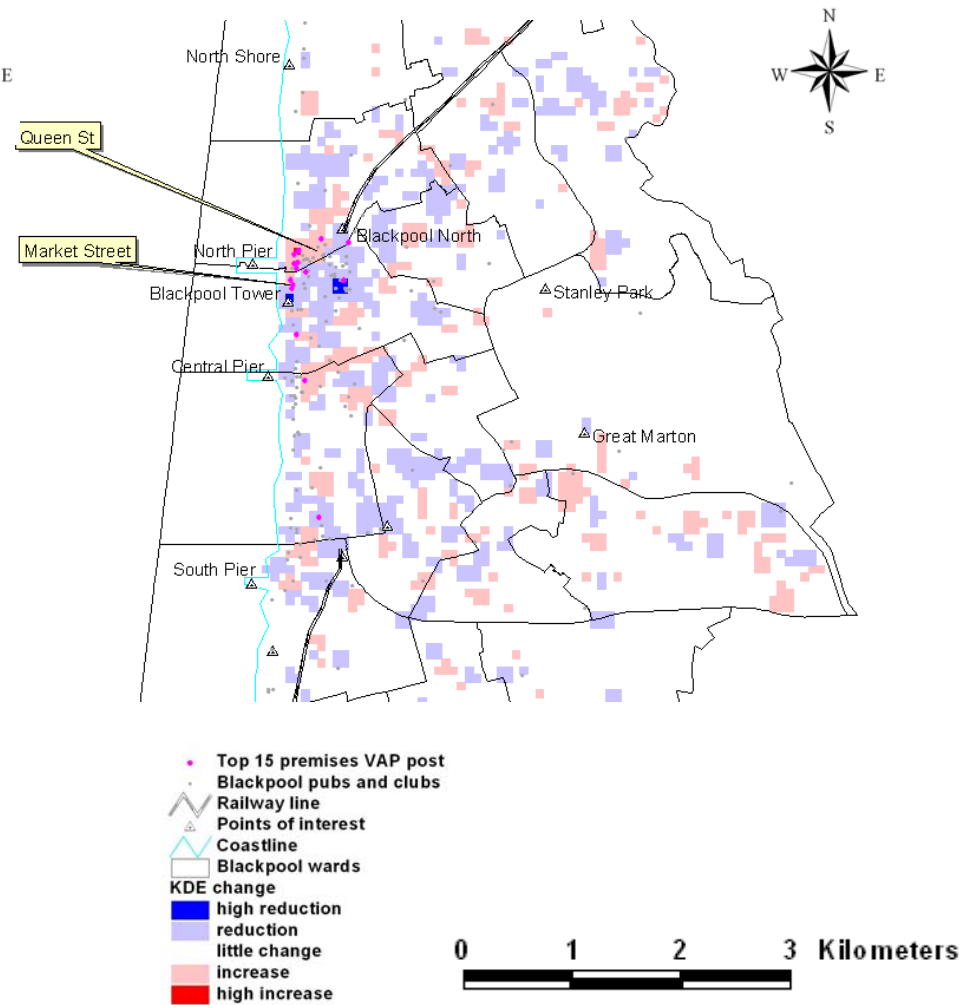 N
W E
S
E
North Shore
Queen St
Blackpool North
North Pier
Market Street
Blackpool Tower
Stanley Park
Central Pier
Great Marton
South Pier
Top 15 premises VAP post
Blackpool pubs and clubs
Railway line
Points of interest
Coastline
Blackpool wards
KDE change
high reduction
reduction
little change
increase
high increase
0 1 2 3 Kilometers